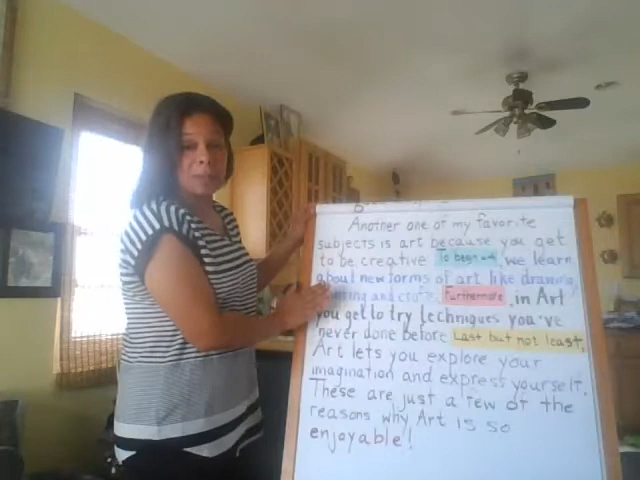 Another one of my favorite
subjects is art because you get
to be creative To begin with, we learn
about new forms of art like drawing,
and crafts. Furthermore, in Art
you get to try techniques you've
never done before Last but not least,
Art lets you explore your
imagination and express yourself.
These are just a few of the
reasons why Art is so
enjoyable!